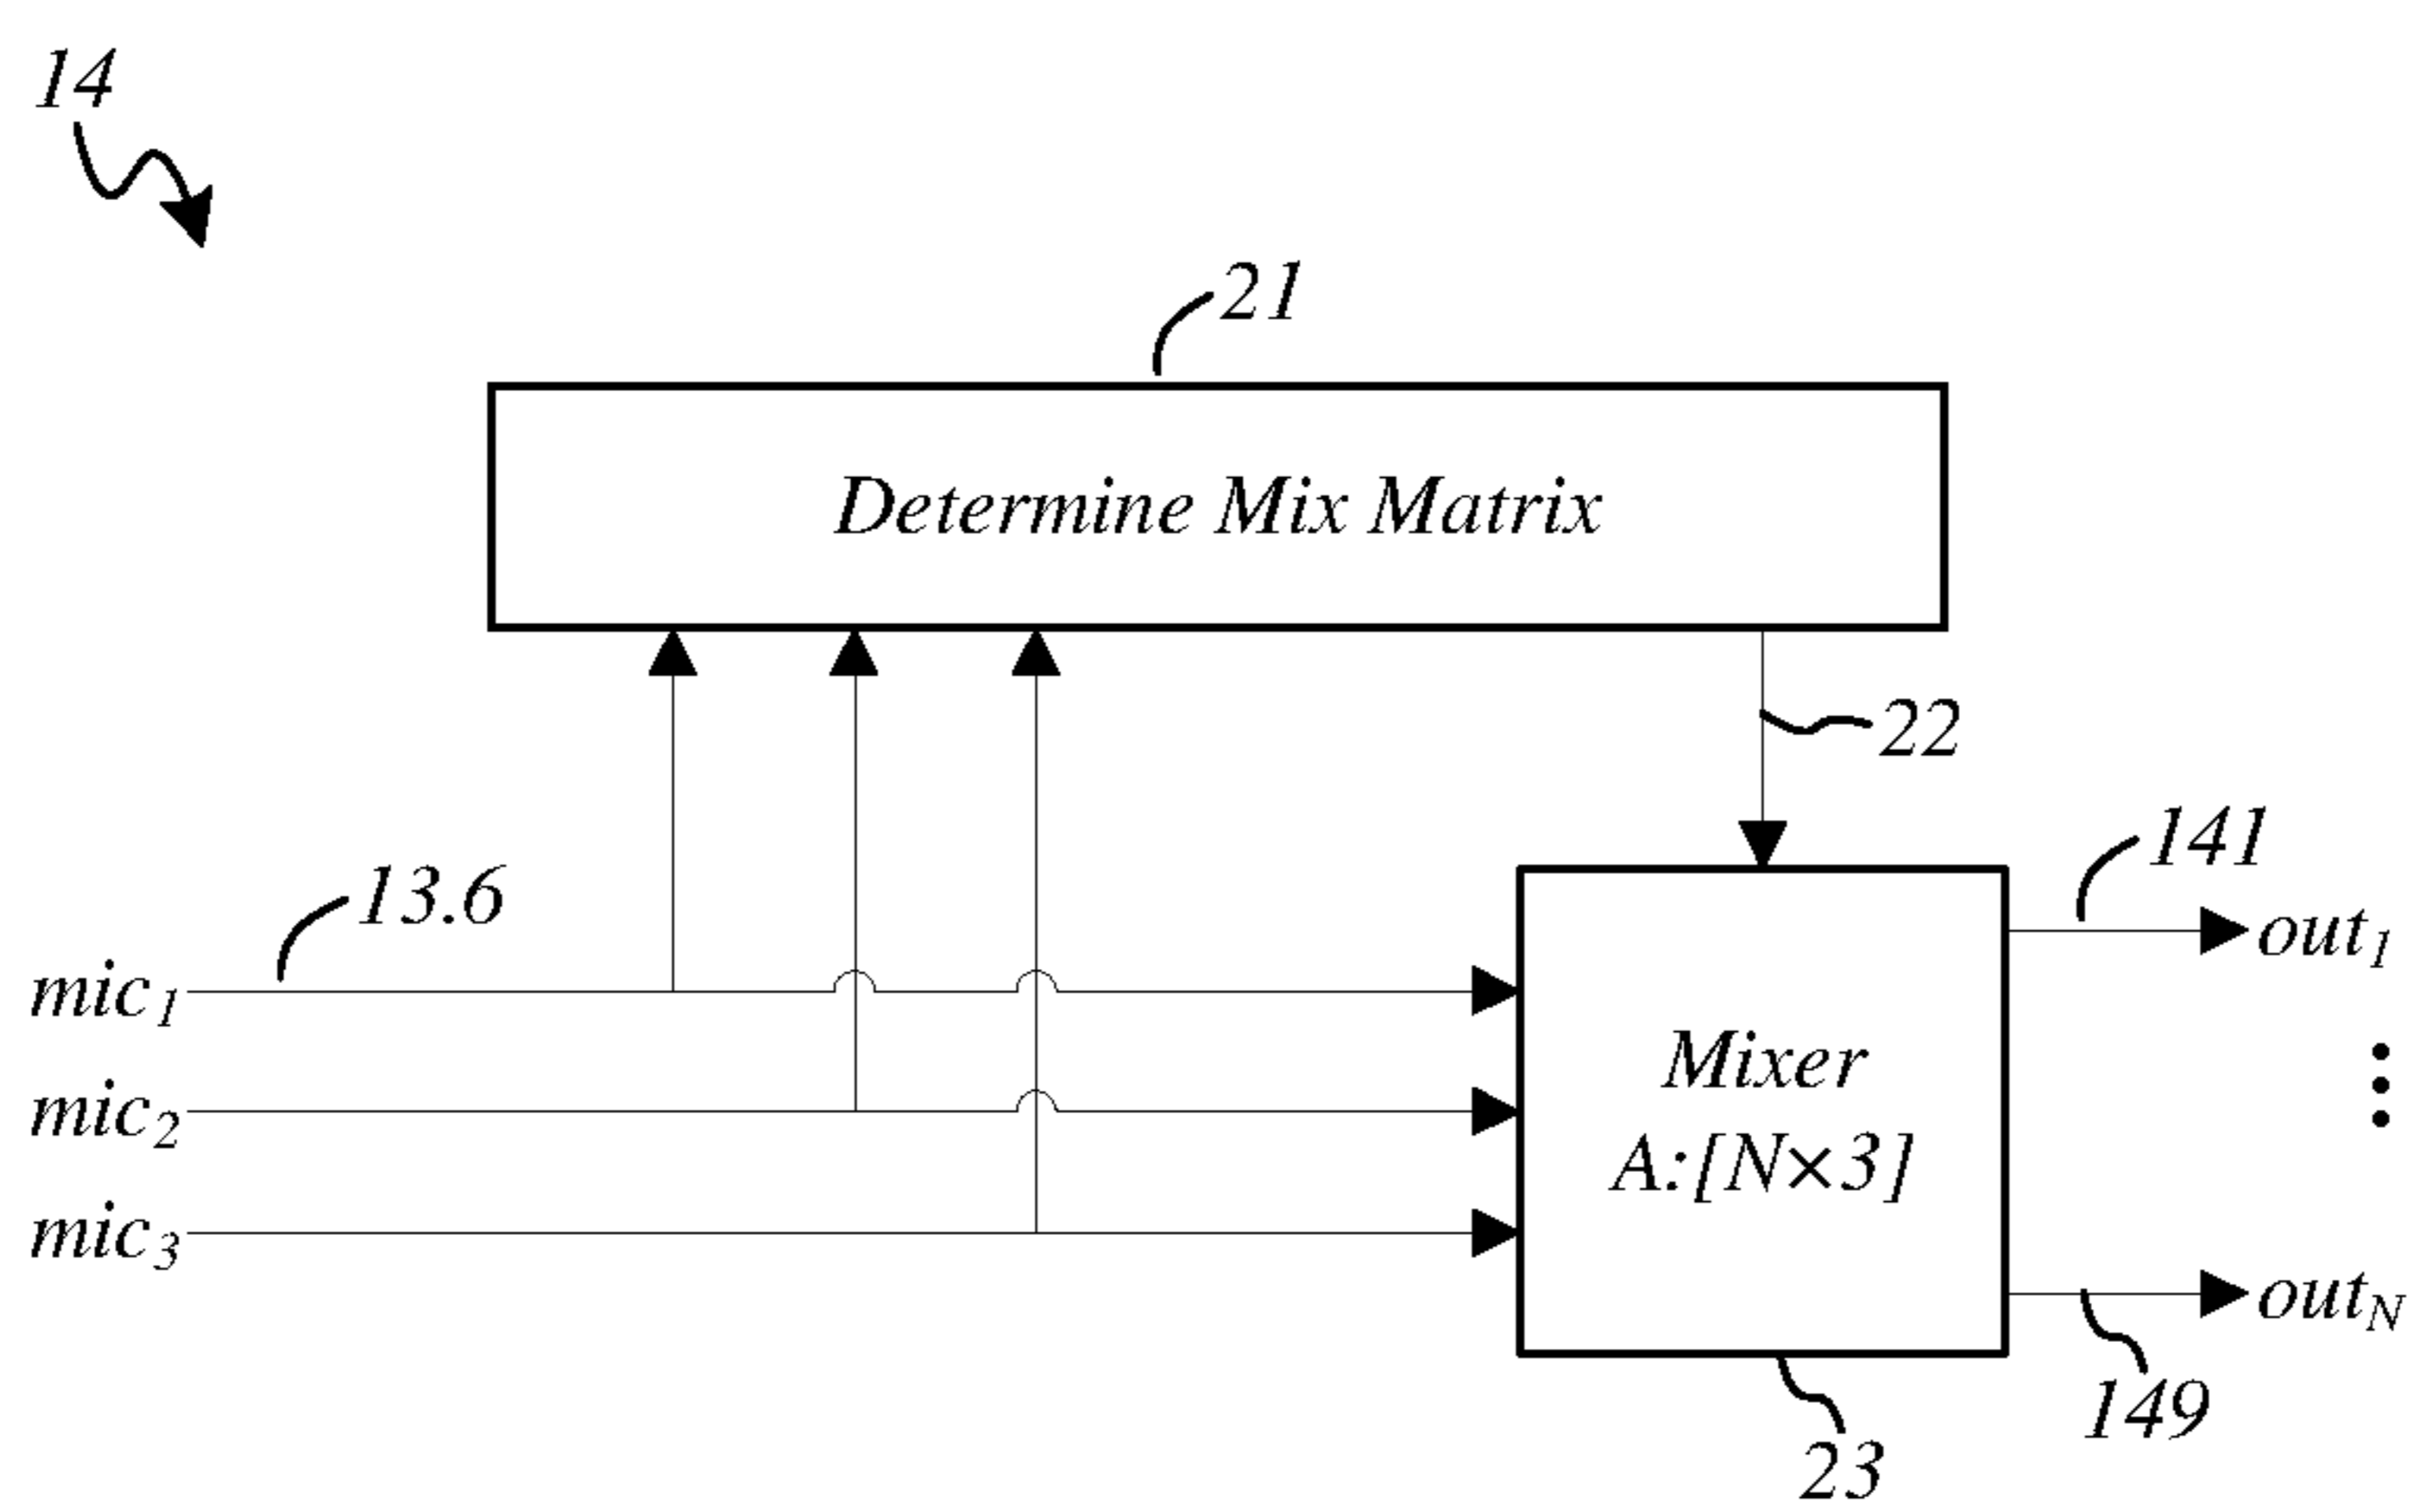 14
21
Determine Mix Matrix
22
141
13.6
out1
mic1
Mixer
mic2
A:[N×3]
mic3
outN
149
23